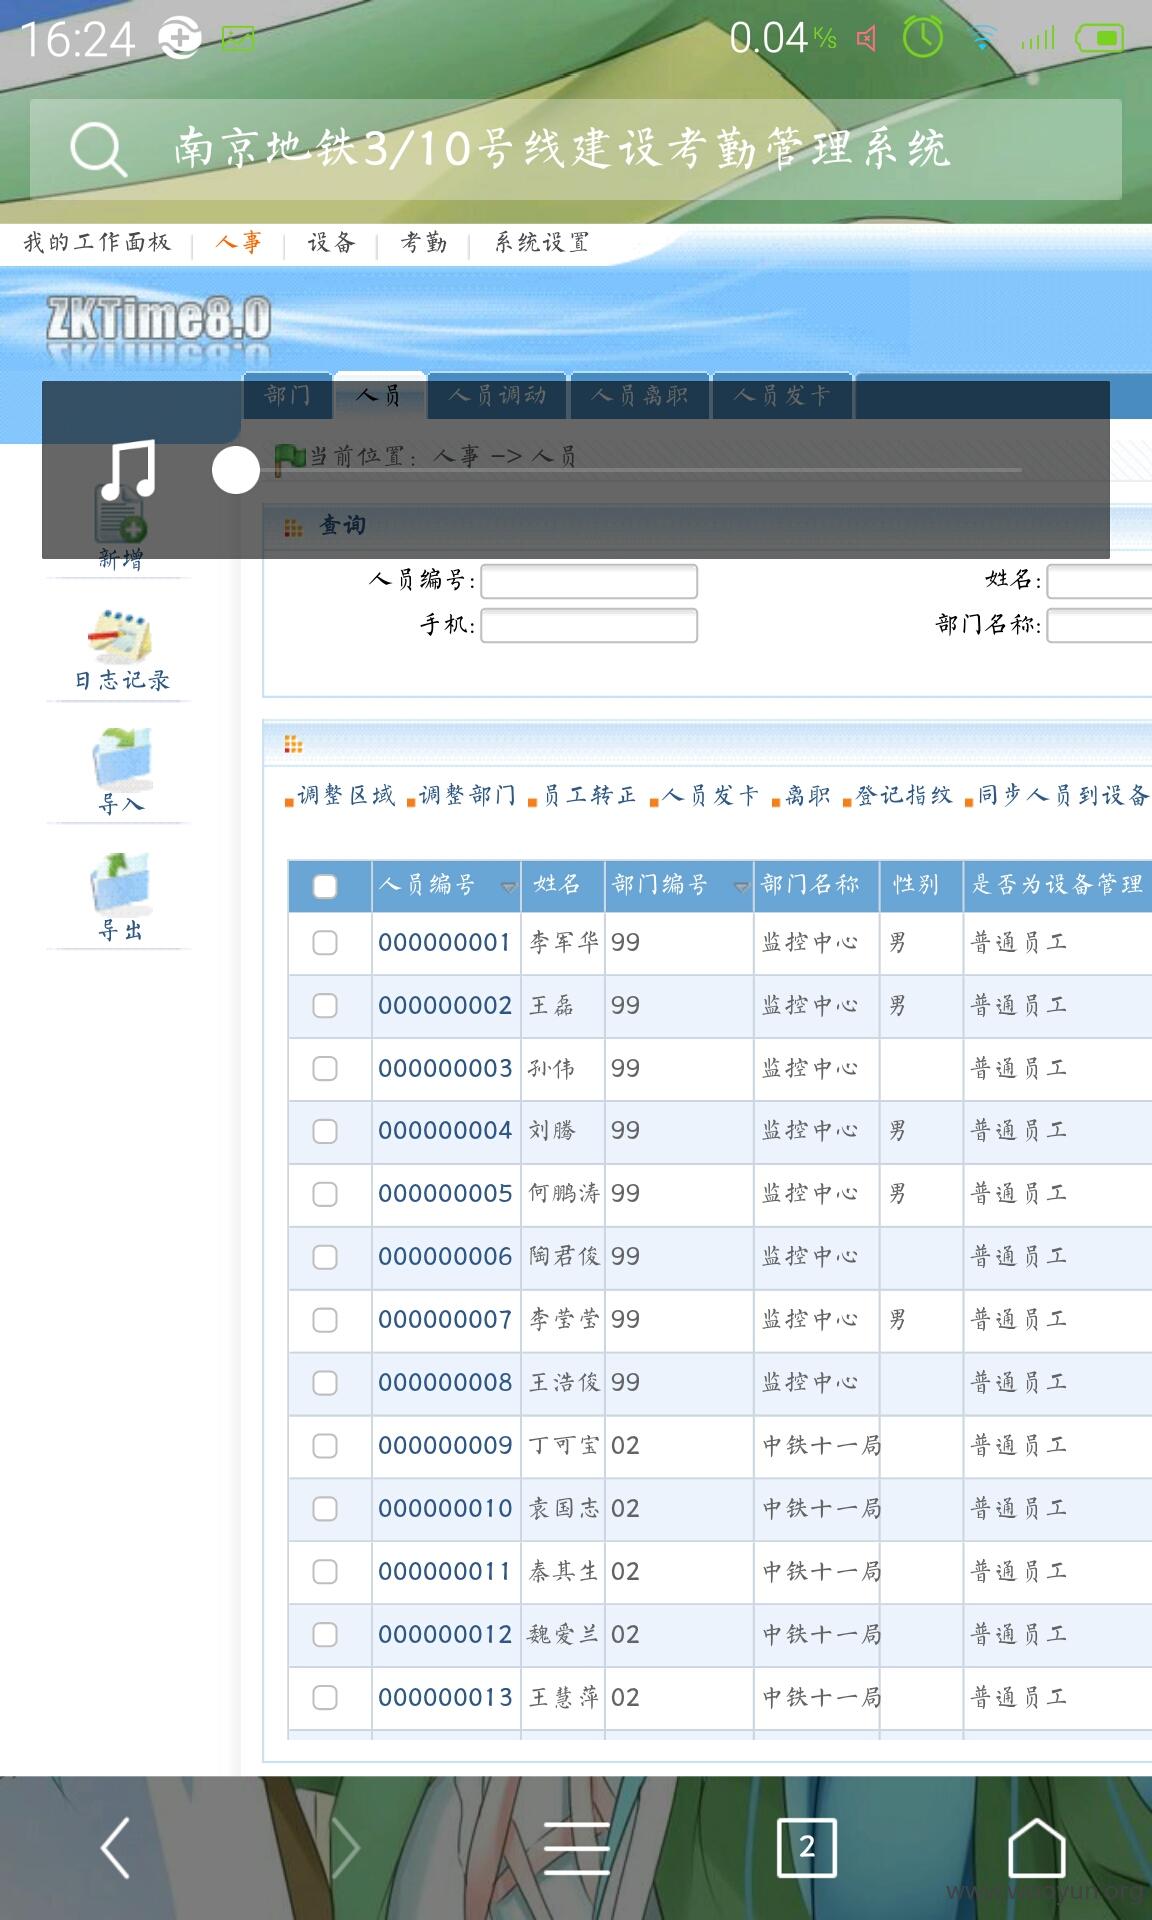 16:24 0.04 K/s
南京地铁3/10号线建设考勤管理系统
我的工作面板 人事 设备 考勤 系统设置
ZKTime8.0
部门 人员 人员调动 人员离职 人员发卡
当前位置：人事 -> 人员
查询
新增
人员编号: 姓名:
手机: 部门名称:
日志记录
导入
调整区域 调整部门 员工转正 人员发卡 离职 登记指纹 同步人员到设备
人员编号 姓名 部门编号 部门名称 性别 是否为设备管理
导出
000000001 李军华 99 监控中心 男 普通员工
000000002 王磊 99 监控中心 男 普通员工
000000003 孙伟 99 监控中心 普通员工
000000004 刘腾 99 监控中心 男 普通员工
000000005 何鹏涛 99 监控中心 男 普通员工
000000006 陶君俊 99 监控中心 普通员工
000000007 李莹莹 99 监控中心 男 普通员工
000000008 王浩俊 99 监控中心 普通员工
000000009 丁可宝 02 中铁十一局 普通员工
000000010 袁国志 02 中铁十一局 普通员工
000000011 秦其生 02 中铁十一局 普通员工
000000012 魏爱兰 02 中铁十一局 普通员工
000000013 王慧萍 02 中铁十一局 普通员工
2
www.wooyun.org